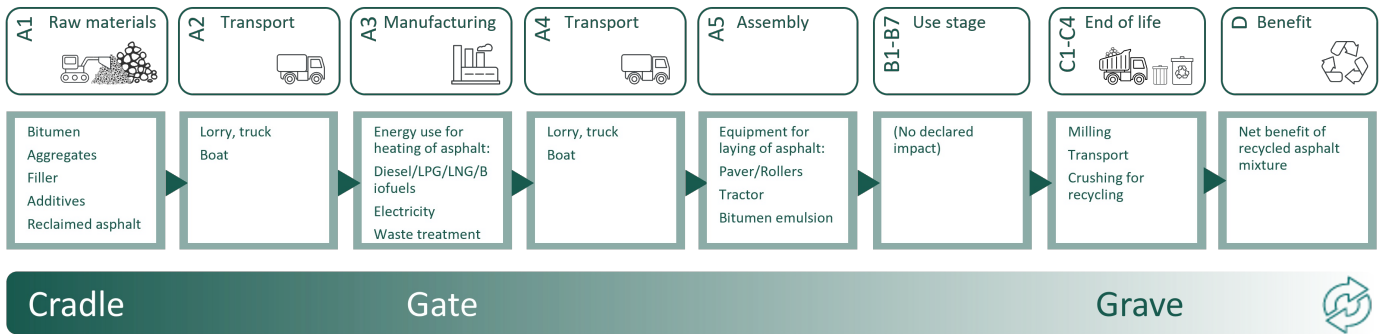 A1 Raw materials
A2 Transport
A3 Manufacturing
A4 Transport
A5 Assembly
B1-B7 Use stage
C1-C4 End of life
D Benefit
Bitumen
Aggregates
Filler
Additives
Reclaimed asphalt
Lorry, truck
Boat
Energy use for
heating of asphalt:
Diesel/LPG/LNG/B
iofuels
Electricity
Waste treatment
Lorry, truck
Boat
Equipment for
laying of asphalt:
Paver/Rollers
Tractor
Bitumen emulsion
(No declared
impact)
Milling
Transport
Crushing for
recycling
Net benefit of
recycled asphalt
mixture
Cradle
Gate
Grave